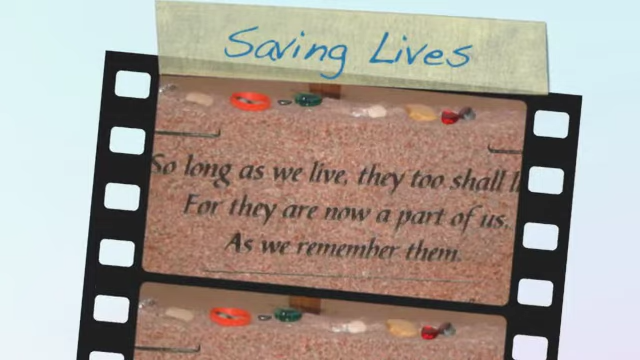 Saving Lives
So long as we live, they too shall
For they are now a part of us,
As we remember them.